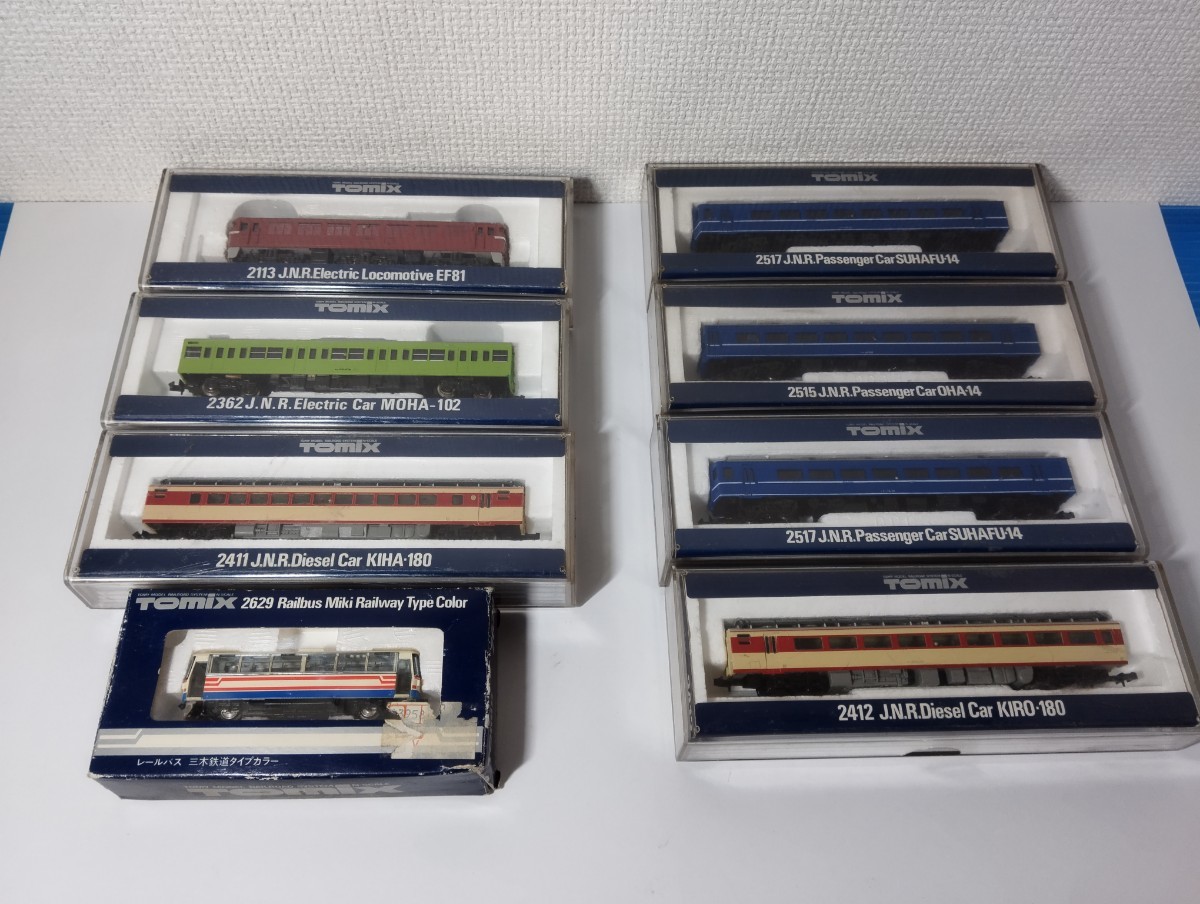 TOMIX
2113 J.N.R.Electric Locomotive EF81
TOMIX
2362 J.N.R.Electric Car MOHA-102
TOMIX
2411 J.N.R.Diesel Car KIHA-180
TOMIX 2629 Railbus Miki Railway Type Color
レールバス 三木鉄道タイプカラー
TOMIX
TOMIX
2517 J.N.R.Passenger Car SUHAFU-14
TOMIX
2515 J.N.R.Passenger Car OHA-14
TOMIX
2517 J.N.R.Passenger Car SUHAFU-14
TOMIX
2412 J.N.R.Diesel Car KIRO-180